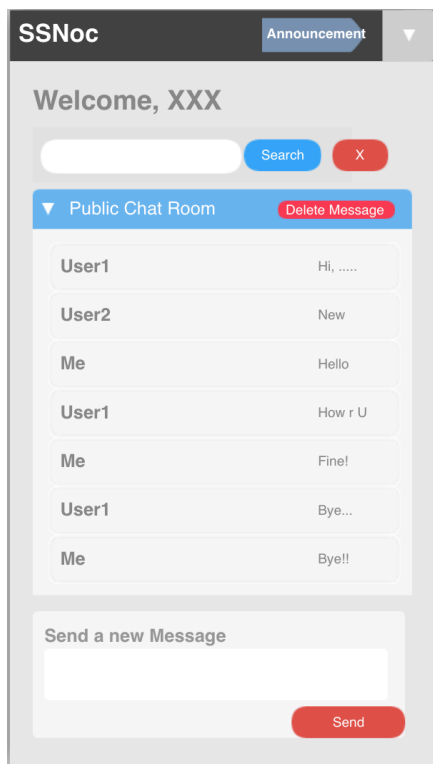 SSNoc Announcement ▼
Welcome, XXX
Search X
▼ Public Chat Room Delete Message
User1 Hi, .....
User2 New
Me Hello
User1 How r U
Me Fine!
User1 Bye...
Me Bye!!
Send a new Message
Send